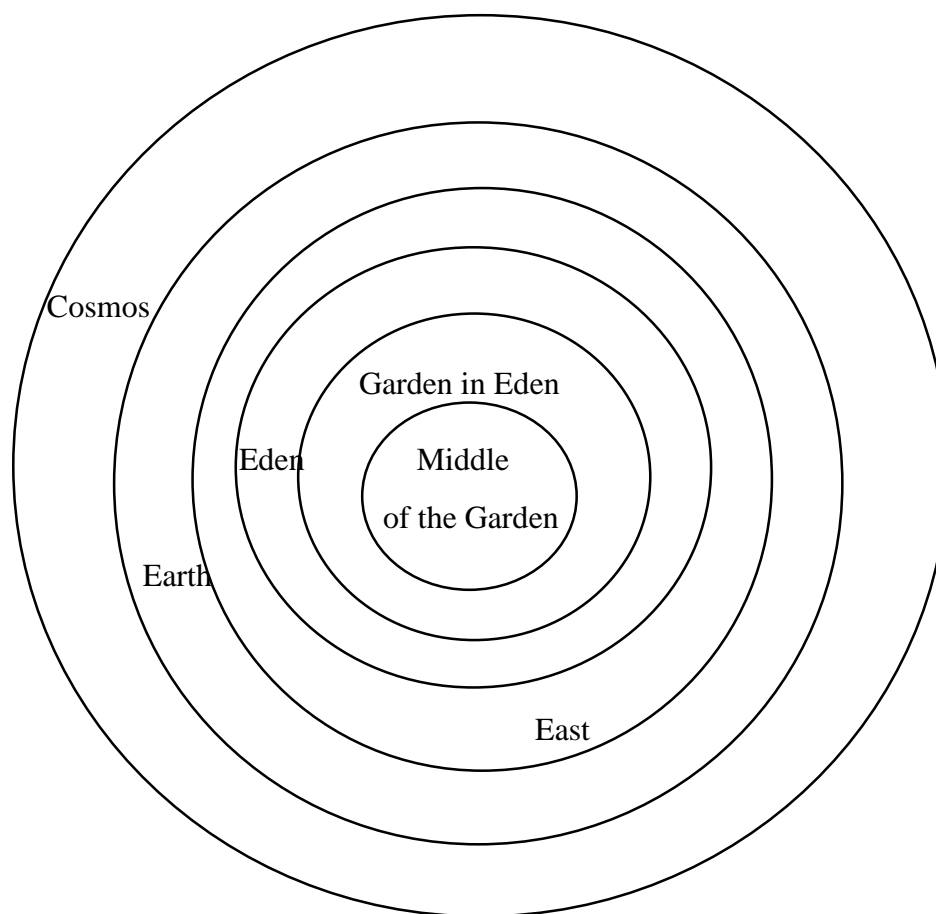 Cosmos
Garden in Eden
Eden
Middle
of the Garden
Earth
East